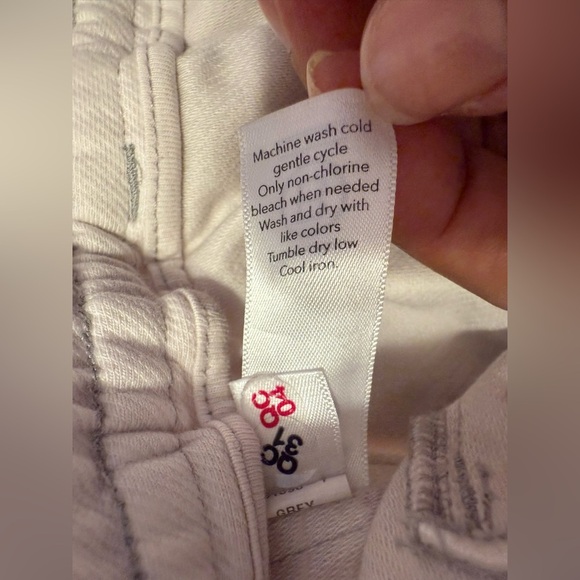 Machine wash cold
gentle cycle
Only non-chlorine
bleach when needed
Wash and dry with
like colors
Tumble dry low
Cool iron.
GREY